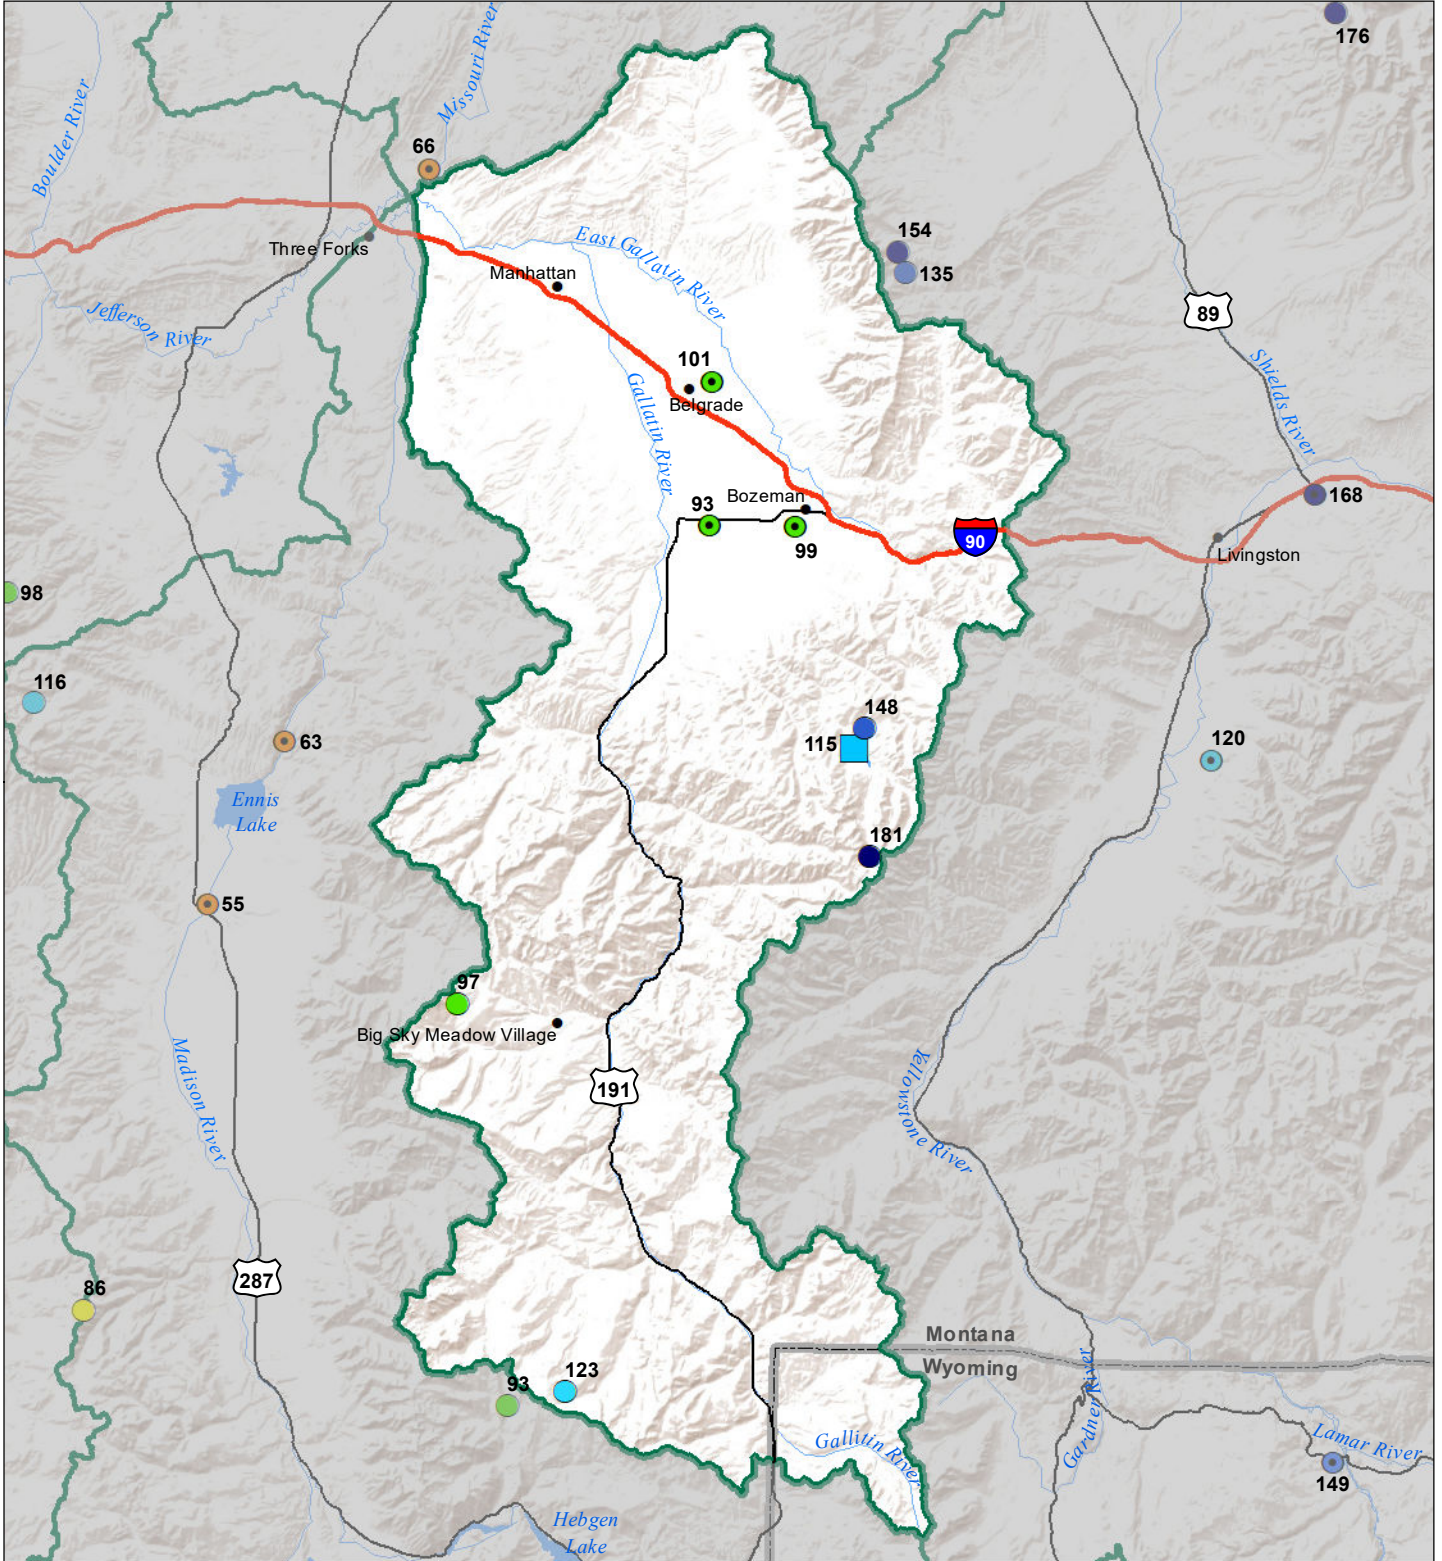 176
Missouri River
Boulder River
66
154
135
Three Forks
East Gallatin River
Manhattan
89
Jefferson River
Shields River
101
Belgrade
Gallatin River
168
Bozeman
93
99
90
Livingston
98
116
148
115
120
63
Ennis
Lake
181
55
97
Big Sky Meadow Village
Madison River
191
Yellowstone River
287
86
Montana
Wyoming
123
93
Gardner River
Gallitin River
Lamar River
149
Hebgen
Lake